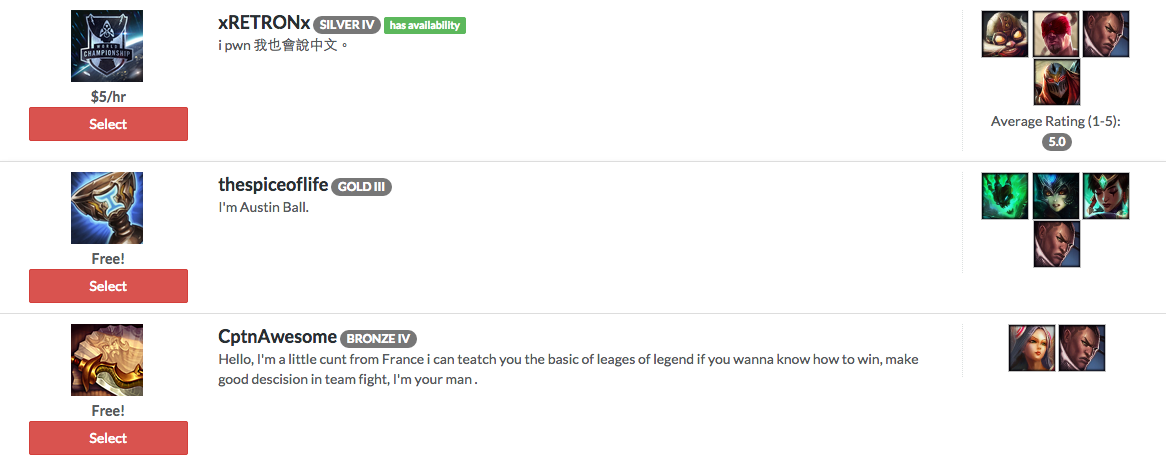 xRETRONx SILVER IV has availability
i pwn 我也會說中文。
WORLD
CHAMPIONSHIP
$5/hr
Select
Average Rating (1-5):
5.0
thespiceoflife GOLD III
I'm Austin Ball.
Free!
Select
CptnAwesome BRONZE IV
Hello, I'm a little cunt from France i can teatch you the basic of leages of legend if you wanna know how to win, make
good descision in team fight, I'm your man .
Free!
Select